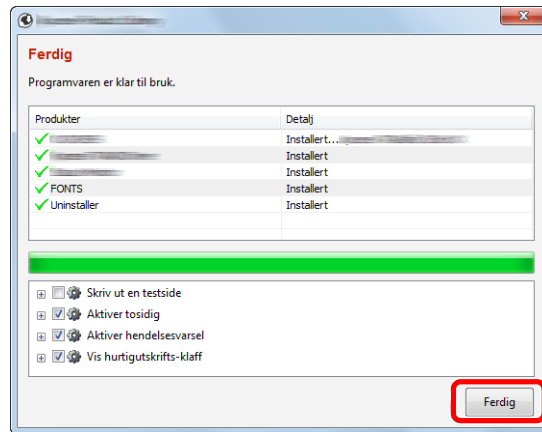 Ferdig
Programvaren er klar til bruk.
Produkter Detalj
Installert...
Installert
Installert
FONTS Installert
Uninstaller Installert
Skriv ut en testside
Aktiver tosidig
Aktiver hendelsesvarsel
Vis hurtigutskrifts-klaff
Ferdig